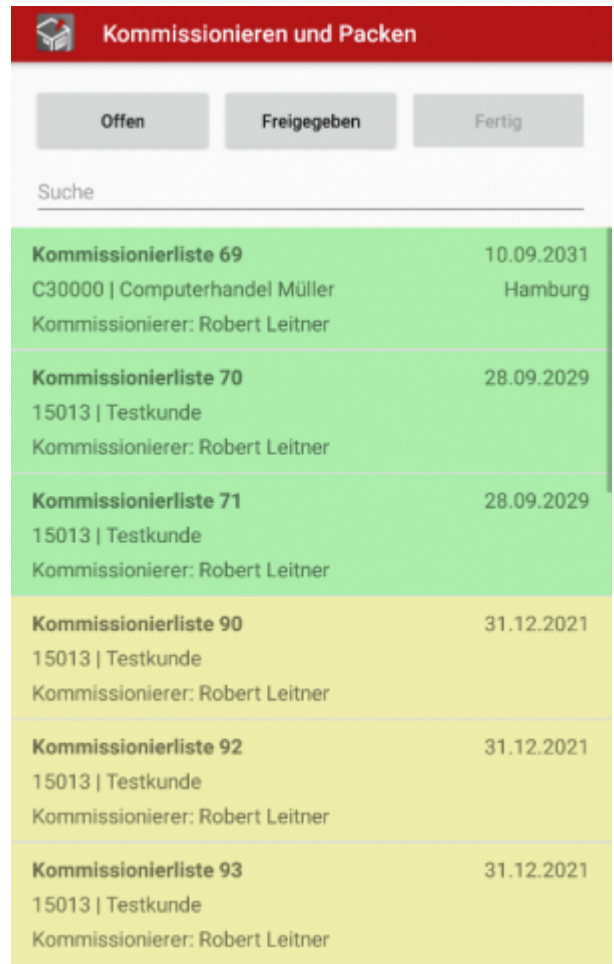 Kommissionieren und Packen
Offen Freigegeben Fertig
Suche
Kommissionierliste 69 10.09.2031
C30000 | Computerhandel Müller Hamburg
Kommissionierer: Robert Leitner
Kommissionierliste 70 28.09.2029
15013 | Testkunde
Kommissionierer: Robert Leitner
Kommissionierliste 71 28.09.2029
15013 | Testkunde
Kommissionierer: Robert Leitner
Kommissionierliste 90 31.12.2021
15013 | Testkunde
Kommissionierer: Robert Leitner
Kommissionierliste 92 31.12.2021
15013 | Testkunde
Kommissionierer: Robert Leitner
Kommissionierliste 93 31.12.2021
15013 | Testkunde
Kommissionierer: Robert Leitner